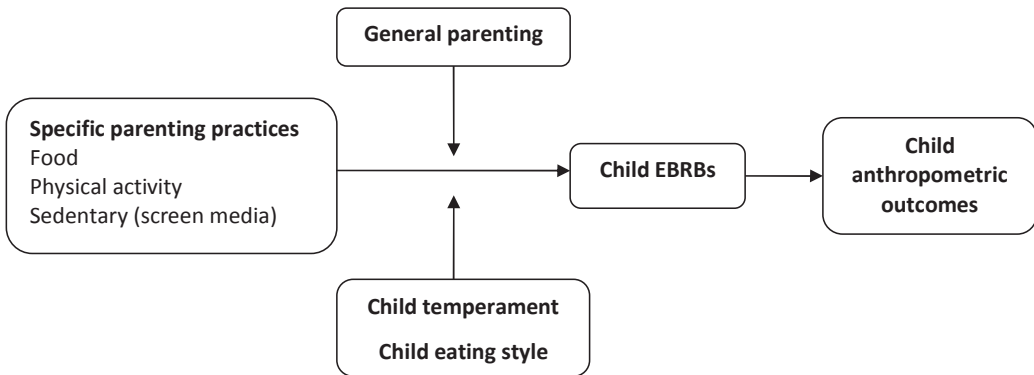 General parenting
Specific parenting practices
Food
Physical activity
Sedentary (screen media)
Child EBRBs
Child
anthropometric
outcomes
Child temperament
Child eating style